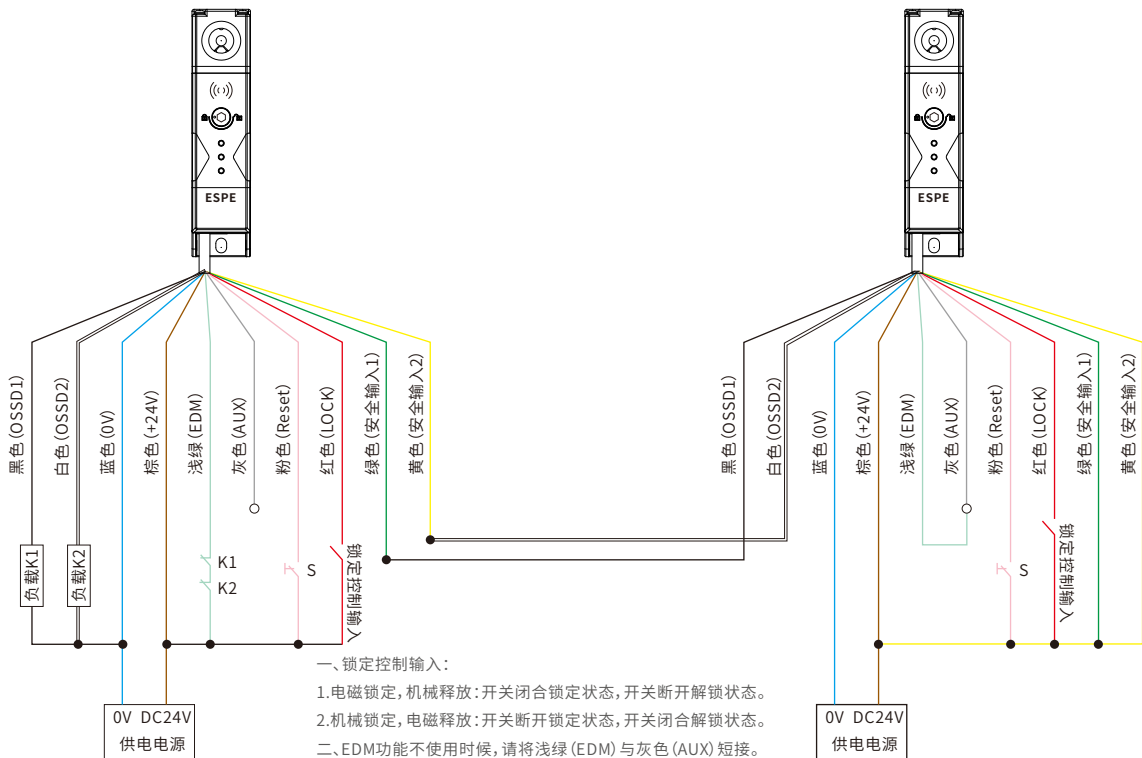 ESPE
ESPE
黑色(OSSD1)
白色(OSSD2)
蓝色(0V)
棕色(+24V)
浅绿(EDM)
灰色(AUX)
粉色(Reset)
红色(LOCK)
绿色(安全输入1)
黄色(安全输入2)
黑色(OSSD1)
白色(OSSD2)
蓝色(0V)
棕色(+24V)
浅绿(EDM)
灰色(AUX)
粉色(Reset)
红色(LOCK)
绿色(安全输入1)
黄色(安全输入2)
负载K1
负载K2
K1
K2
S
锁定控制输入
S
锁定控制输入
一、锁定控制输入:
1.电磁锁定,机械释放:开关闭合锁定状态,开关断开解锁状态。
2.机械锁定,电磁释放:开关断开锁定状态,开关闭合解锁状态。
二、EDM功能不使用时候,请将浅绿(EDM)与灰色(AUX)短接。
0V DC24V
供电电源
0V DC24V
供电电源